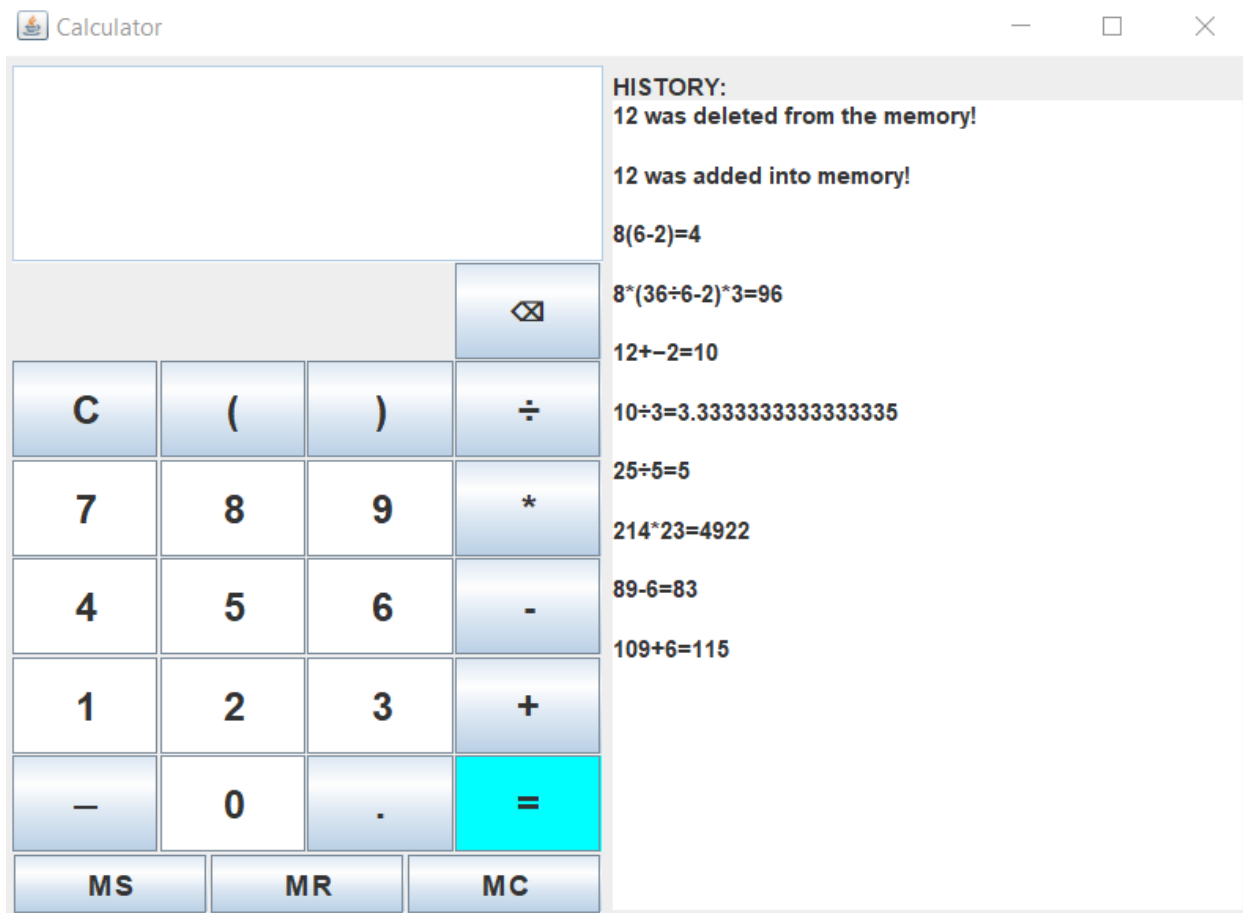 Calculator
HISTORY:
12 was deleted from the memory!
12 was added into memory!
8(6-2)=4
8*(36÷6-2)*3=96
12+−2=10
10÷3=3.3333333333333335
25÷5=5
214*23=4922
89-6=83
109+6=115
⌫
C ( ) ÷
7 8 9 *
4 5 6 -
1 2 3 +
− 0 . =
MS MR MC